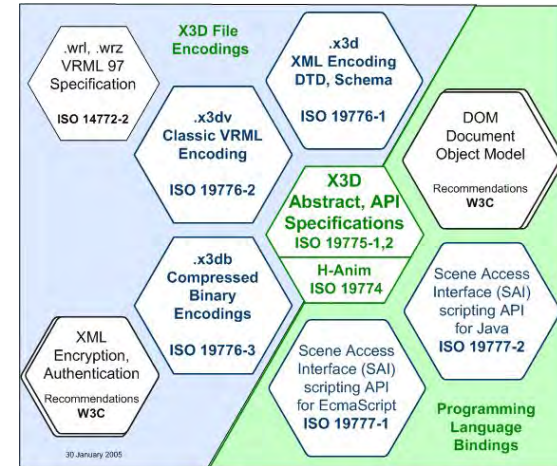 X3D File
Encodings
.wrl, .wrz
VRML 97
Specification
ISO 14772-2
.x3d
XML Encoding
DTD, Schema
ISO 19776-1
.x3dv
Classic VRML
Encoding
ISO 19776-2
DOM
Document
Object Model
Recommendations
W3C
X3D
Abstract, API
Specifications
ISO 19775-1,2
H-Anim
ISO 19774
.x3db
Compressed
Binary
Encodings
ISO 19776-3
Scene Access
Interface (SAI)
scripting API
for Java
ISO 19777-2
XML
Encryption,
Authentication
Recommendations
W3C
Scene Access
Interface (SAI)
scripting API
for EcmaScript
ISO 19777-1
Programming
Language
Bindings
30 January 2005